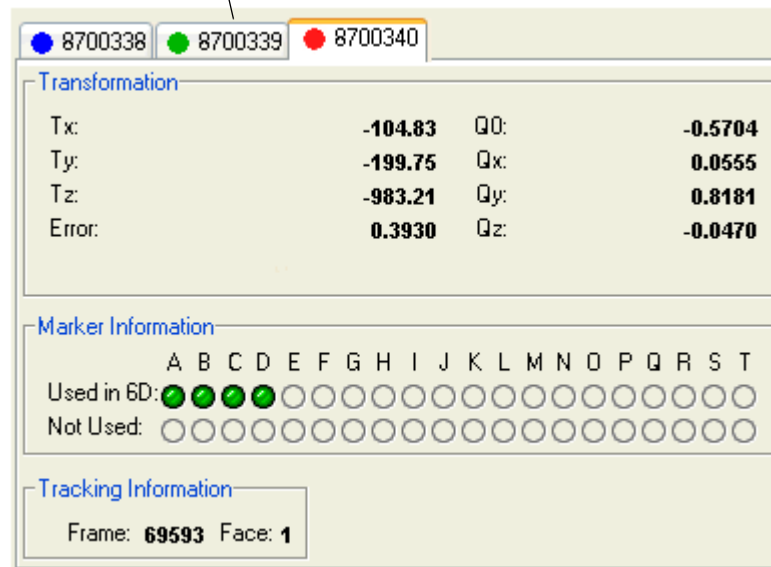 8700338 8700339 8700340
Transformation
Tx: -104.83 Q0: -0.5704
Ty: -199.75 Qx: 0.0555
Tz: -983.21 Qy: 0.8181
Error: 0.3930 Qz: -0.0470
Marker Information
A B C D E F G H I J K L M N O P Q R S T
Used in 6D:
Not Used:
Tracking Information
Frame: 69593 Face: 1